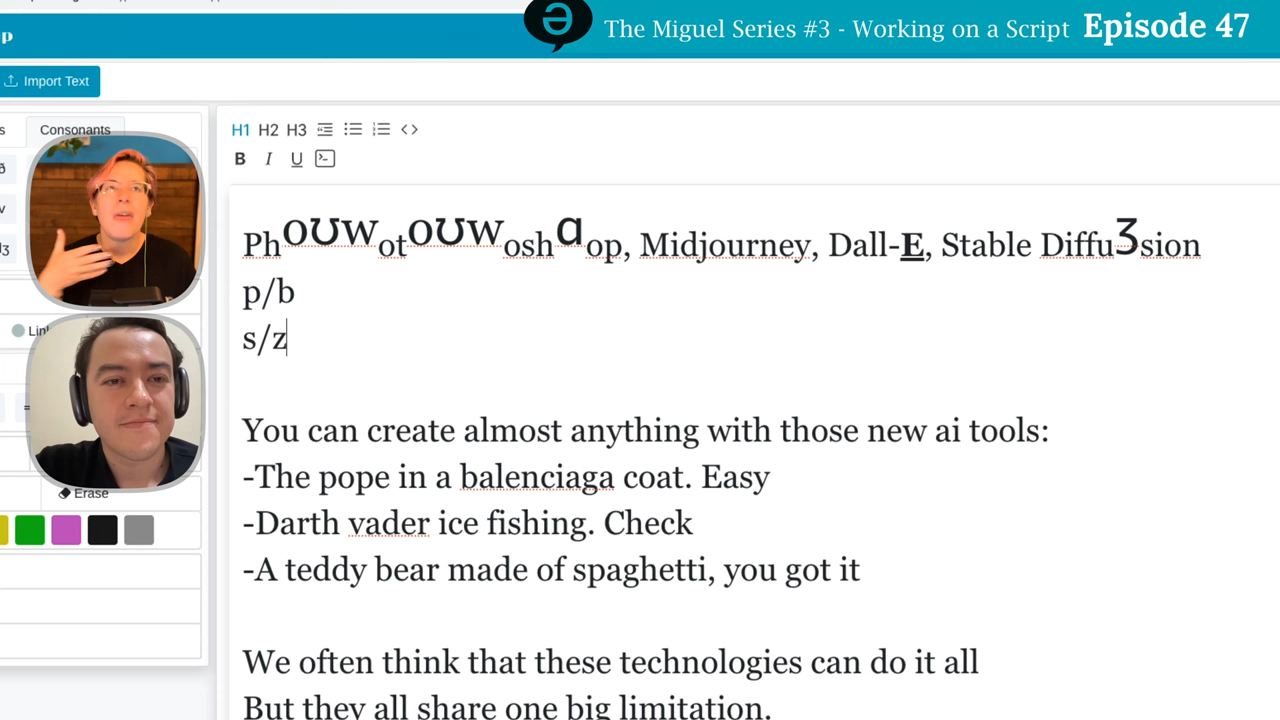 ə The Miguel Series #3 - Working on a Script Episode 47
p
Import Text
s Consonants
ð
v
dʒ
H1 H2 H3
B I U
Phoʊwotoʊwoshɑop, Midjourney, Dall-E, Stable Diffuʒsion
p/b
s/z
Lin
=
You can create almost anything with those new ai tools:
-The pope in a balenciaga coat. Easy
Erase
-Darth vader ice fishing. Check
-A teddy bear made of spaghetti, you got it
We often think that these technologies can do it all
But they all share one big limitation.